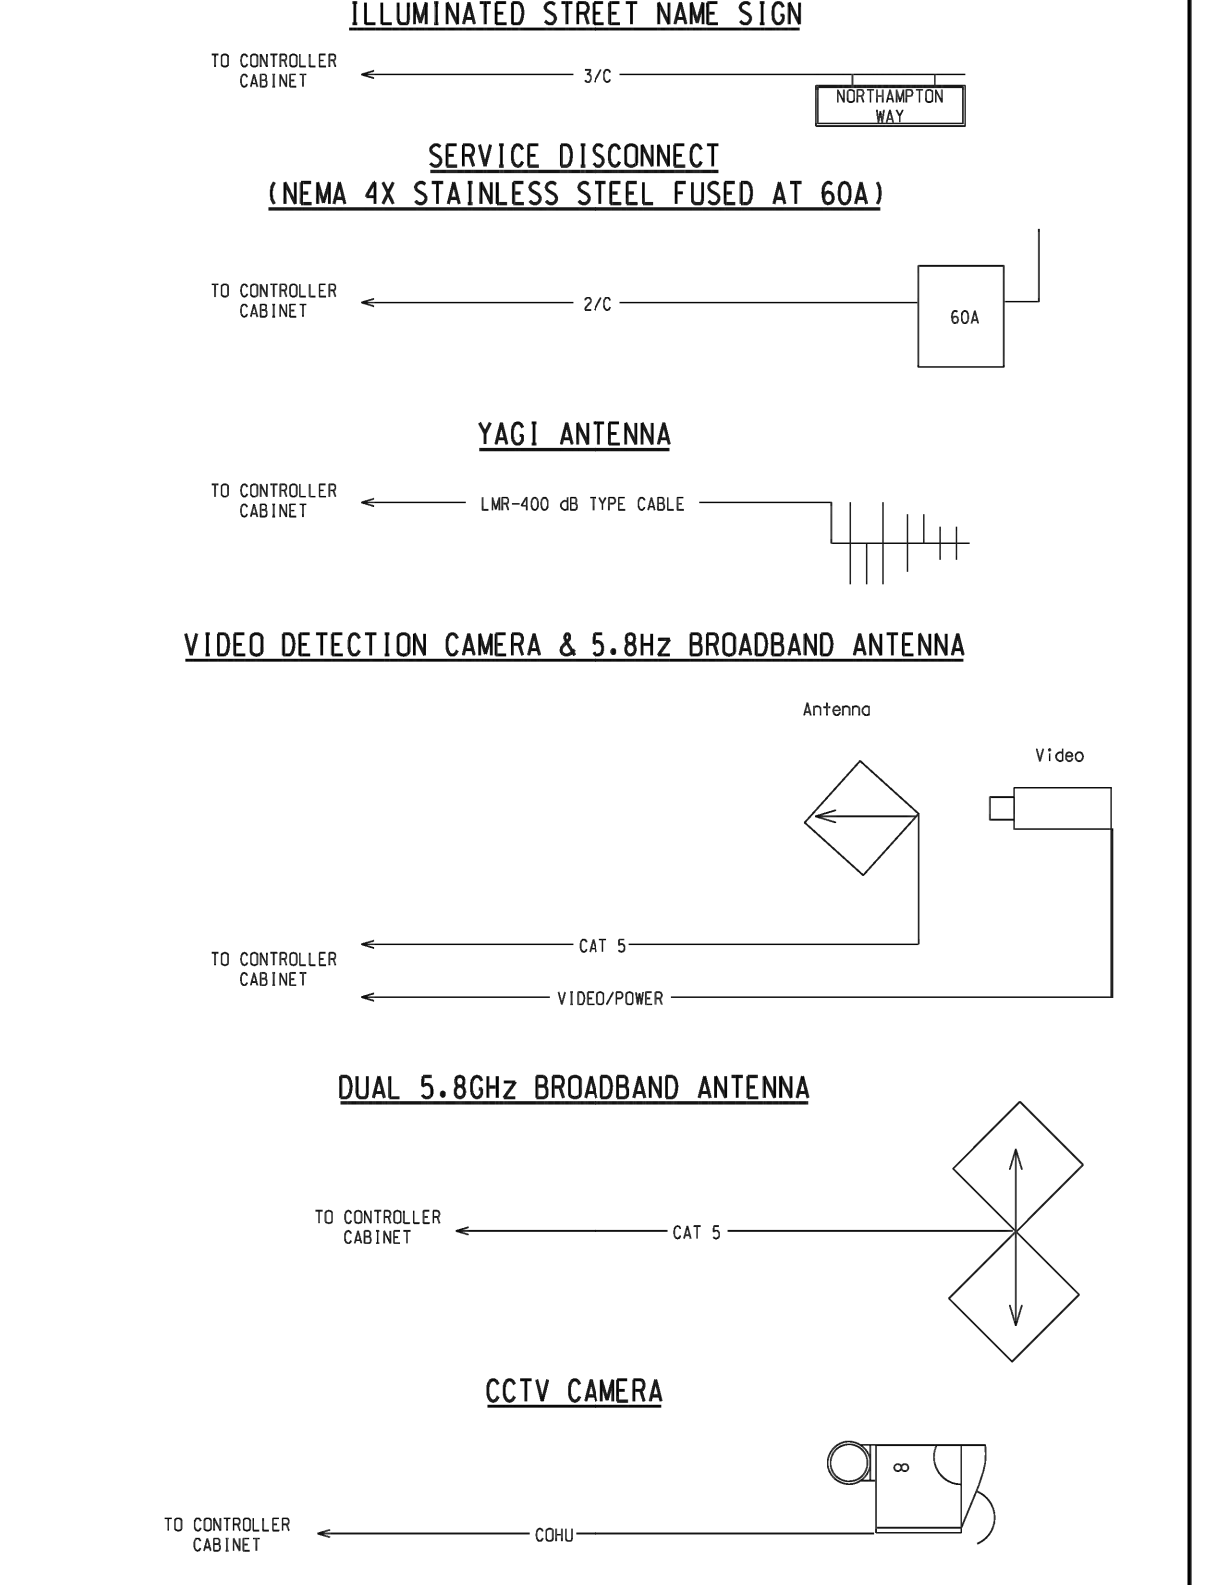 ILLUMINATED STREET NAME SIGN
TO CONTROLLER
CABINET
3/C
NORTHAMPTON
WAY
SERVICE DISCONNECT
(NEMA 4X STAINLESS STEEL FUSED AT 60A)
TO CONTROLLER
CABINET
2/C
60A
YAGI ANTENNA
TO CONTROLLER
CABINET
LMR-400 dB TYPE CABLE
VIDEO DETECTION CAMERA & 5.8Hz BROADBAND ANTENNA
Antenna
Video
CAT 5
TO CONTROLLER
CABINET
VIDEO/POWER
DUAL 5.8GHz BROADBAND ANTENNA
TO CONTROLLER
CABINET
CAT 5
CCTV CAMERA
8
TO CONTROLLER
CABINET
COHU